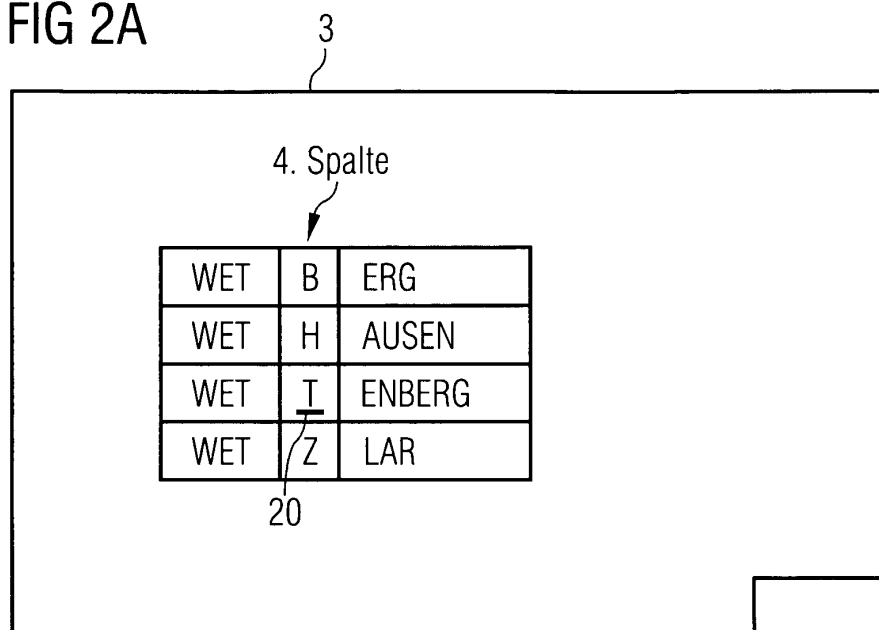 FIG 2A
3
4. Spalte
WET B ERG
WET H AUSEN
WET T ENBERG
WET Z LAR
20